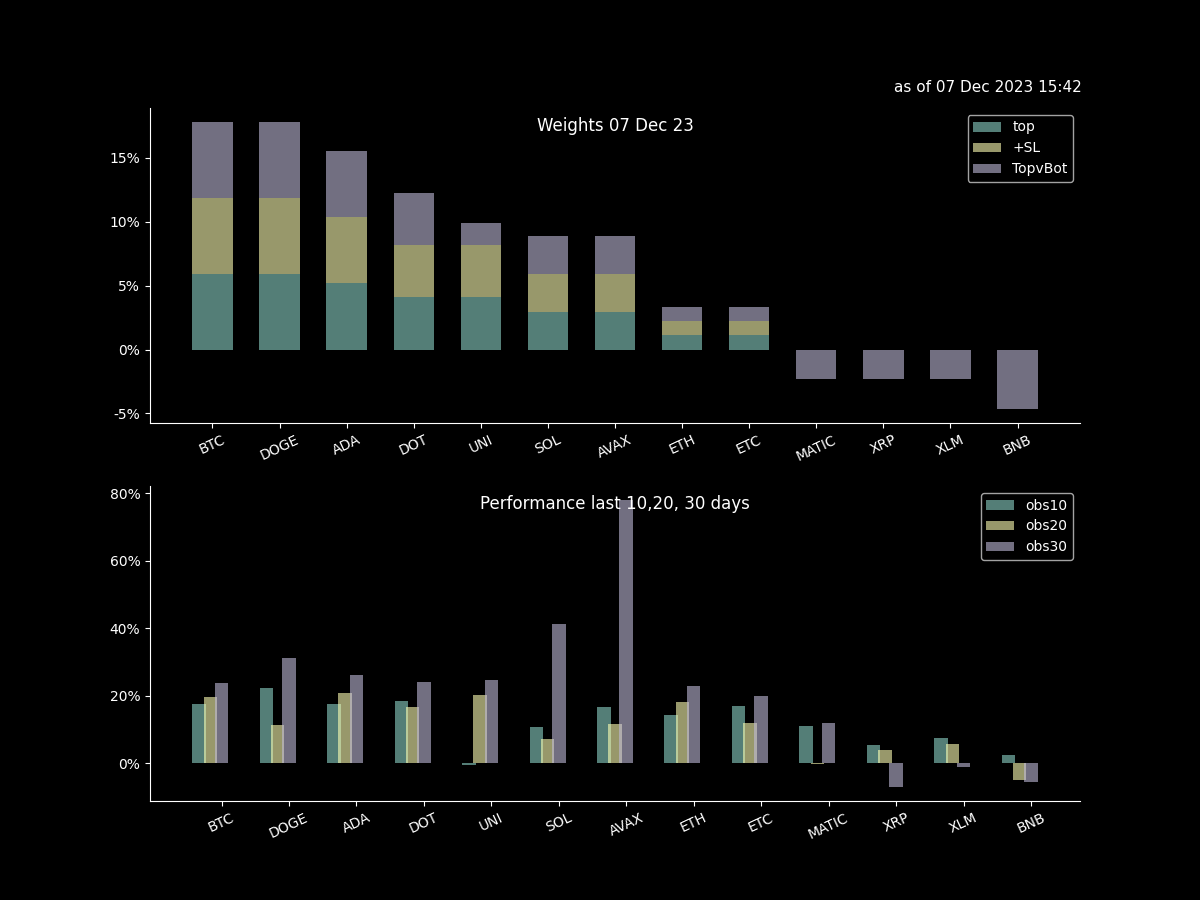 as of 07 Dec 2023 15:42
Weights 07 Dec 23
top
+SL
TopvBot
15%
10%
5%
0%
-5%
BTC DOGE ADA DOT UNI SOL AVAX ETH ETC MATIC XRP XLM BNB
Performance last 10,20, 30 days
obs10
obs20
obs30
80%
60%
40%
20%
0%
BTC DOGE ADA DOT UNI SOL AVAX ETH ETC MATIC XRP XLM BNB